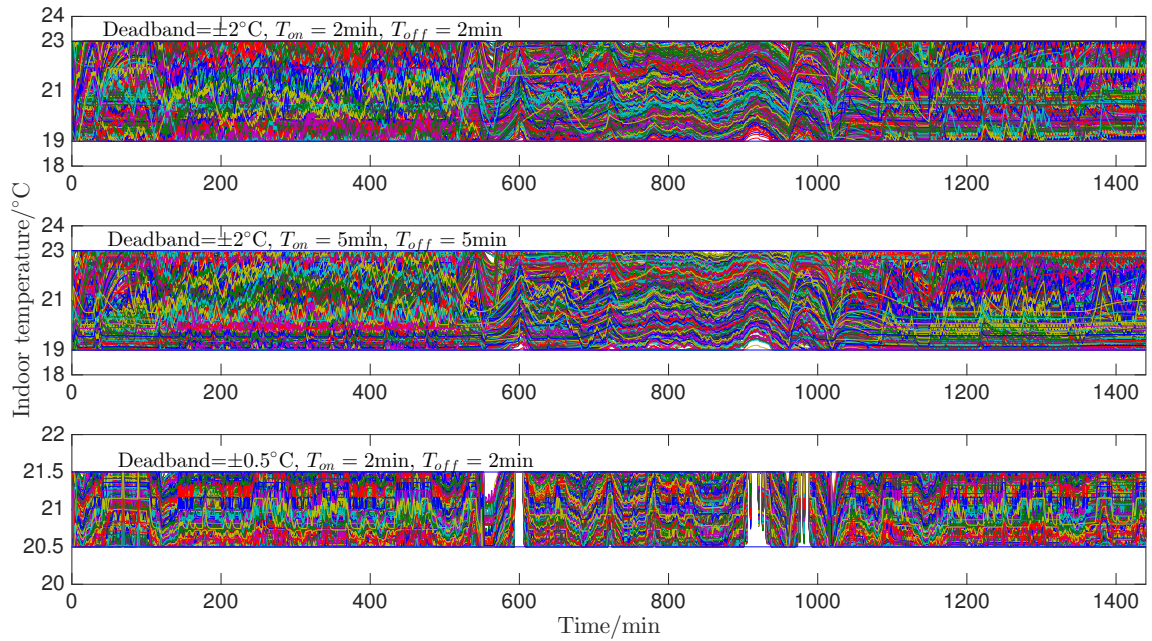 Deadband=±2°C, T_on = 2min, T_off = 2min
24
23
21
19
18
0 200 400 600 800 1000 1200 1400
Indoor temperature/°C
Deadband=±2°C, T_on = 5min, T_off = 5min
24
23
21
19
18
0 200 400 600 800 1000 1200 1400
Deadband=±0.5°C, T_on = 2min, T_off = 2min
22
21.5
21
20.5
20
0 200 400 600 800 1000 1200 1400
Time/min